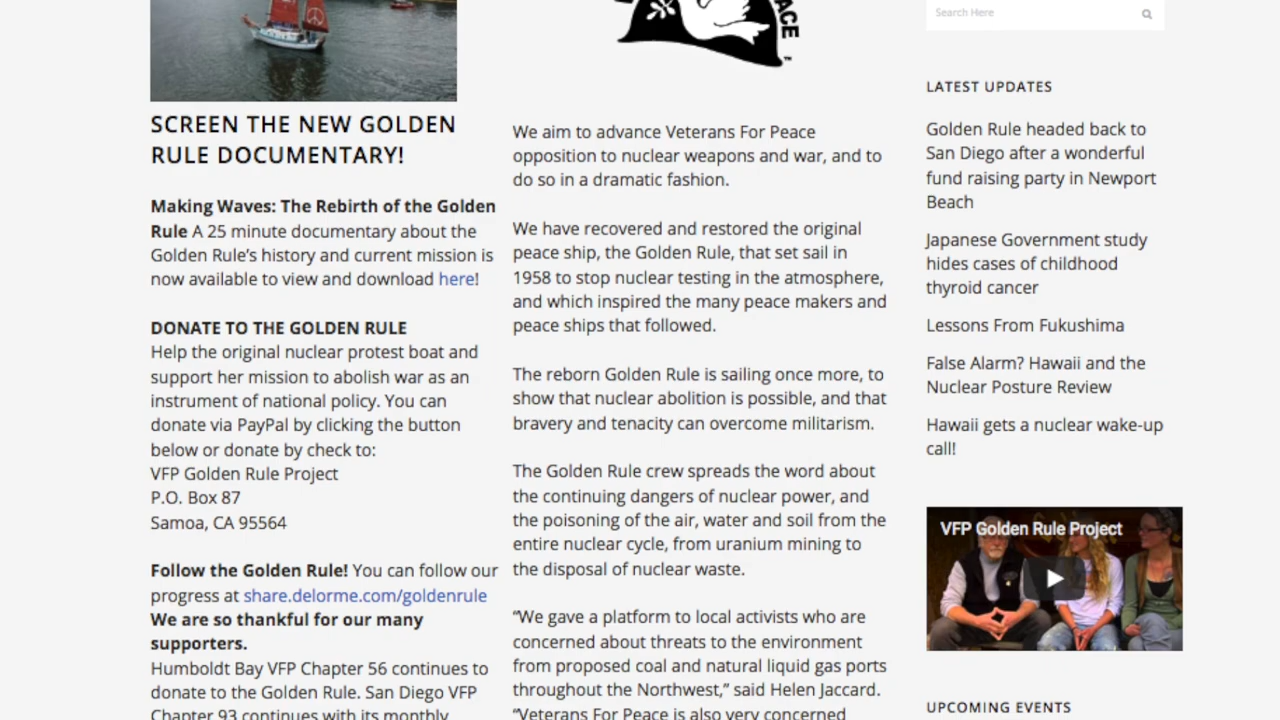 SCREEN THE NEW GOLDEN
RULE DOCUMENTARY!
Making Waves: The Rebirth of the Golden
Rule A 25 minute documentary about the
Golden Rule's history and current mission is
now available to view and download here!
DONATE TO THE GOLDEN RULE
Help the original nuclear protest boat and
support her mission to abolish war as an
instrument of national policy. You can
donate via PayPal by clicking the button
below or donate by check to:
VFP Golden Rule Project
P.O. Box 87
Samoa, CA 95564
Follow the Golden Rule! You can follow our
progress at share.delorme.com/goldenrule
We are so thankful for our many
supporters.
Humboldt Bay VFP Chapter 56 continues to
donate to the Golden Rule. San Diego VFP
Chapter 93 continues with its monthly
PEACE
™
We aim to advance Veterans For Peace
opposition to nuclear weapons and war, and to
do so in a dramatic fashion.
We have recovered and restored the original
peace ship, the Golden Rule, that set sail in
1958 to stop nuclear testing in the atmosphere,
and which inspired the many peace makers and
peace ships that followed.
The reborn Golden Rule is sailing once more, to
show that nuclear abolition is possible, and that
bravery and tenacity can overcome militarism.
The Golden Rule crew spreads the word about
the continuing dangers of nuclear power, and
the poisoning of the air, water and soil from the
entire nuclear cycle, from uranium mining to
the disposal of nuclear waste.
“We gave a platform to local activists who are
concerned about threats to the environment
from proposed coal and natural liquid gas ports
throughout the Northwest,” said Helen Jaccard.
“Veterans For Peace is also very concerned
Search Here
LATEST UPDATES
Golden Rule headed back to
San Diego after a wonderful
fund raising party in Newport
Beach
Japanese Government study
hides cases of childhood
thyroid cancer
Lessons From Fukushima
False Alarm? Hawaii and the
Nuclear Posture Review
Hawaii gets a nuclear wake-up
call!
VFP Golden Rule Project
UPCOMING EVENTS